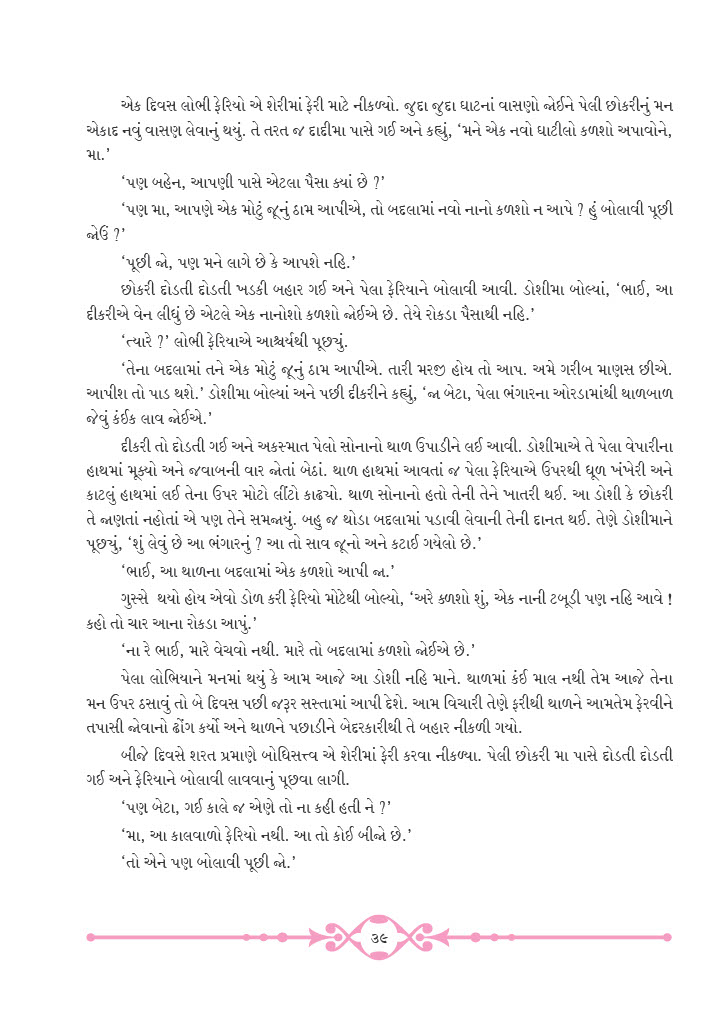 એક દિવસ લોભી ફેરિયો એ શેરીમાં ફેરી માટે નીકળ્યો. જુદા જુદા ઘાટનાં વાસણો જોઈને પેલી છોકરીનું મન
એકાદ નવું વાસણ લેવાનું થયું. તે તરત જ દાદીમા પાસે ગઈ અને કહ્યું, ‘મને એક નવો ઘાટીલો કળશો અપાવોને,
મા.’
‘પણ બહેન, આપણી પાસે એટલા પૈસા ક્યાં છે ?’
‘પણ મા, આપણે એક મોટું જૂનું ઠામ આપીએ, તો બદલામાં નવો નાનો કળશો ન આપે ? હું બોલાવી પૂછી
જોઉં ?’
‘પૂછી જો, પણ મને લાગે છે કે આપશે નહિ.’
છોકરી દોડતી દોડતી ખડકી બહાર ગઈ અને પેલા ફેરિયાને બોલાવી આવી. ડોશીમા બોલ્યાં, ‘ભાઈ, આ
દીકરીએ વેન લીધું છે એટલે એક નાનોશો કળશો જોઈએ છે. તેયે રોકડા પૈસાથી નહિ.’
‘ત્યારે ?’ લોભી ફેરિયાએ આશ્ચર્યથી પૂછ્યું.
‘તેના બદલામાં તને એક મોટું જૂનું ઠામ આપીએ. તારી મરજી હોય તો આપ. અમે ગરીબ માણસ છીએ.
આપીશ તો પાડ થશે.’ ડોશીમા બોલ્યાં અને પછી દીકરીને કહ્યું, ‘જા બેટા, પેલા ભંગારના ઓરડામાંથી થાળબાળ
જેવું કંઈક લાવ જોઈએ.’
દીકરી તો દોડતી ગઈ અને અકસ્માત પેલો સોનાનો થાળ ઉપાડીને લઈ આવી. ડોશીમાએ તે પેલા વેપારીના
હાથમાં મૂક્યો અને જવાબની વાર જોતાં બેઠાં. થાળ હાથમાં આવતાં જ પેલા ફેરિયાએ ઉપરથી ધૂળ ખંખેરી અને
કાટલું હાથમાં લઈ તેના ઉપર મોટો લીંટો કાઢ્યો. થાળ સોનાનો હતો તેની તેને ખાતરી થઈ. આ ડોશી કે છોકરી
તે જાણતાં નહોતાં એ પણ તેને સમજાયું. બહુ જ થોડા બદલામાં પડાવી લેવાની તેની દાનત થઈ. તેણે ડોશીમાને
પૂછ્યું, ‘શું લેવું છે આ ભંગારનું ? આ તો સાવ જૂનો અને કટાઈ ગયેલો છે.’
‘ભાઈ, આ થાળના બદલામાં એક કળશો આપી જા.’
ગુસ્સે થયો હોય એવો ડોળ કરી ફેરિયો મોટેથી બોલ્યો, ‘અરે કળશો શું, એક નાની ટબૂડી પણ નહિ આવે !
કહો તો ચાર આના રોકડા આપું.’
‘ના રે ભાઈ, મારે વેચવો નથી. મારે તો બદલામાં કળશો જોઈએ છે.’
પેલા લોભિયાને મનમાં થયું કે આમ આજે આ ડોશી નહિ માને. થાળમાં કંઈ માલ નથી તેમ આજે તેના
મન ઉપર ઠસાવું તો બે દિવસ પછી જરૂર સસ્તામાં આપી દેશે. આમ વિચારી તેણે ફરીથી થાળને આમતેમ ફેરવીને
તપાસી જોવાનો ઢોંગ કર્યો અને થાળને પછાડીને બેદરકારીથી તે બહાર નીકળી ગયો.
બીજે દિવસે શરત પ્રમાણે બોધિસત્ત્વ એ શેરીમાં ફેરી કરવા નીકળ્યા. પેલી છોકરી મા પાસે દોડતી દોડતી
ગઈ અને ફેરિયાને બોલાવી લાવવાનું પૂછવા લાગી.
‘પણ બેટા, ગઈ કાલે જ એણે તો ના કહી હતી ને ?’
‘મા, આ કાલવાળો ફેરિયો નથી. આ તો કોઈ બીજો છે.’
‘તો એને પણ બોલાવી પૂછી જો.’
૩૯